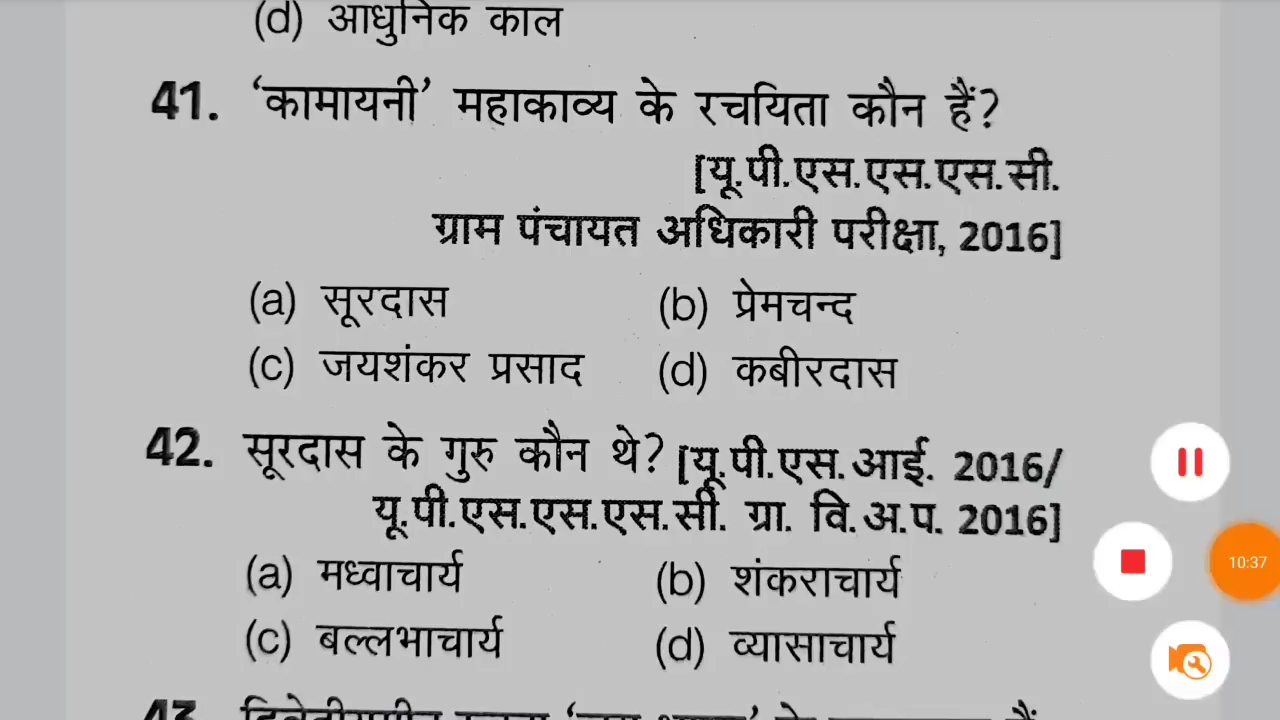 (d) आधुनिक काल
41. ‘कामायनी’ महाकाव्य के रचयिता कौन हैं?
[यू.पी.एस.एस.एस.सी.
ग्राम पंचायत अधिकारी परीक्षा, 2016]
(a) सूरदास (b) प्रेमचन्द
(c) जयशंकर प्रसाद (d) कबीरदास
42. सूरदास के गुरु कौन थे? [यू.पी.एस.आई. 2016/
यू.पी.एस.एस.एस.सी. ग्रा. वि.अ.प. 2016]
(a) मध्वाचार्य (b) शंकराचार्य
(c) बल्लभाचार्य (d) व्यासाचार्य
43.
10:37